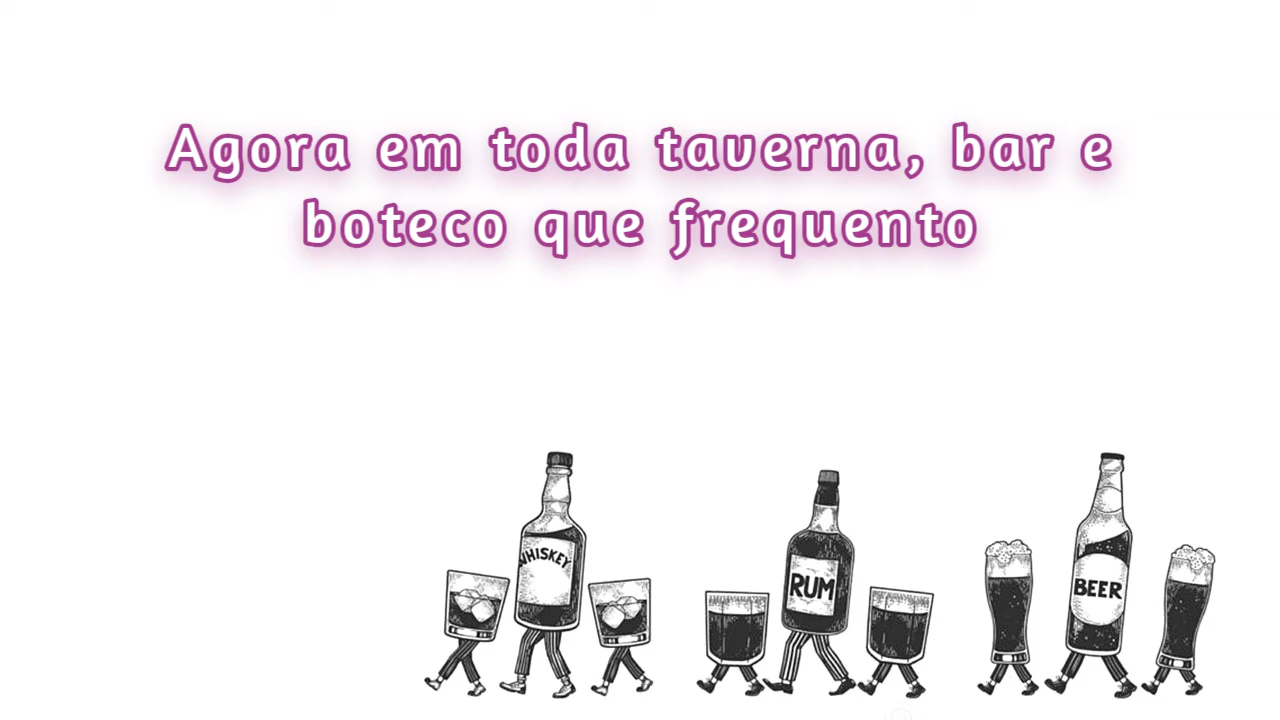 Agora em toda taverna, bar e
boteco que frequento
WHISKEY
RUM
BEER